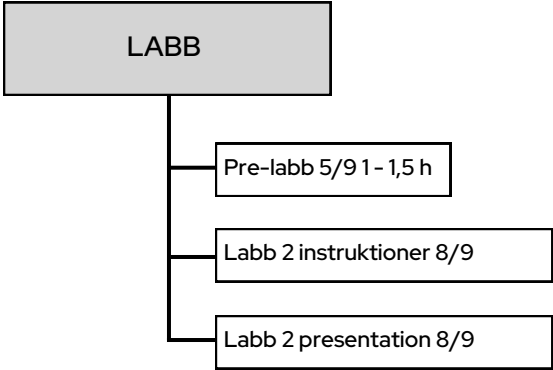 LABB
Pre-labb 5/9 1 - 1,5 h
Labb 2 instruktioner 8/9
Labb 2 presentation 8/9